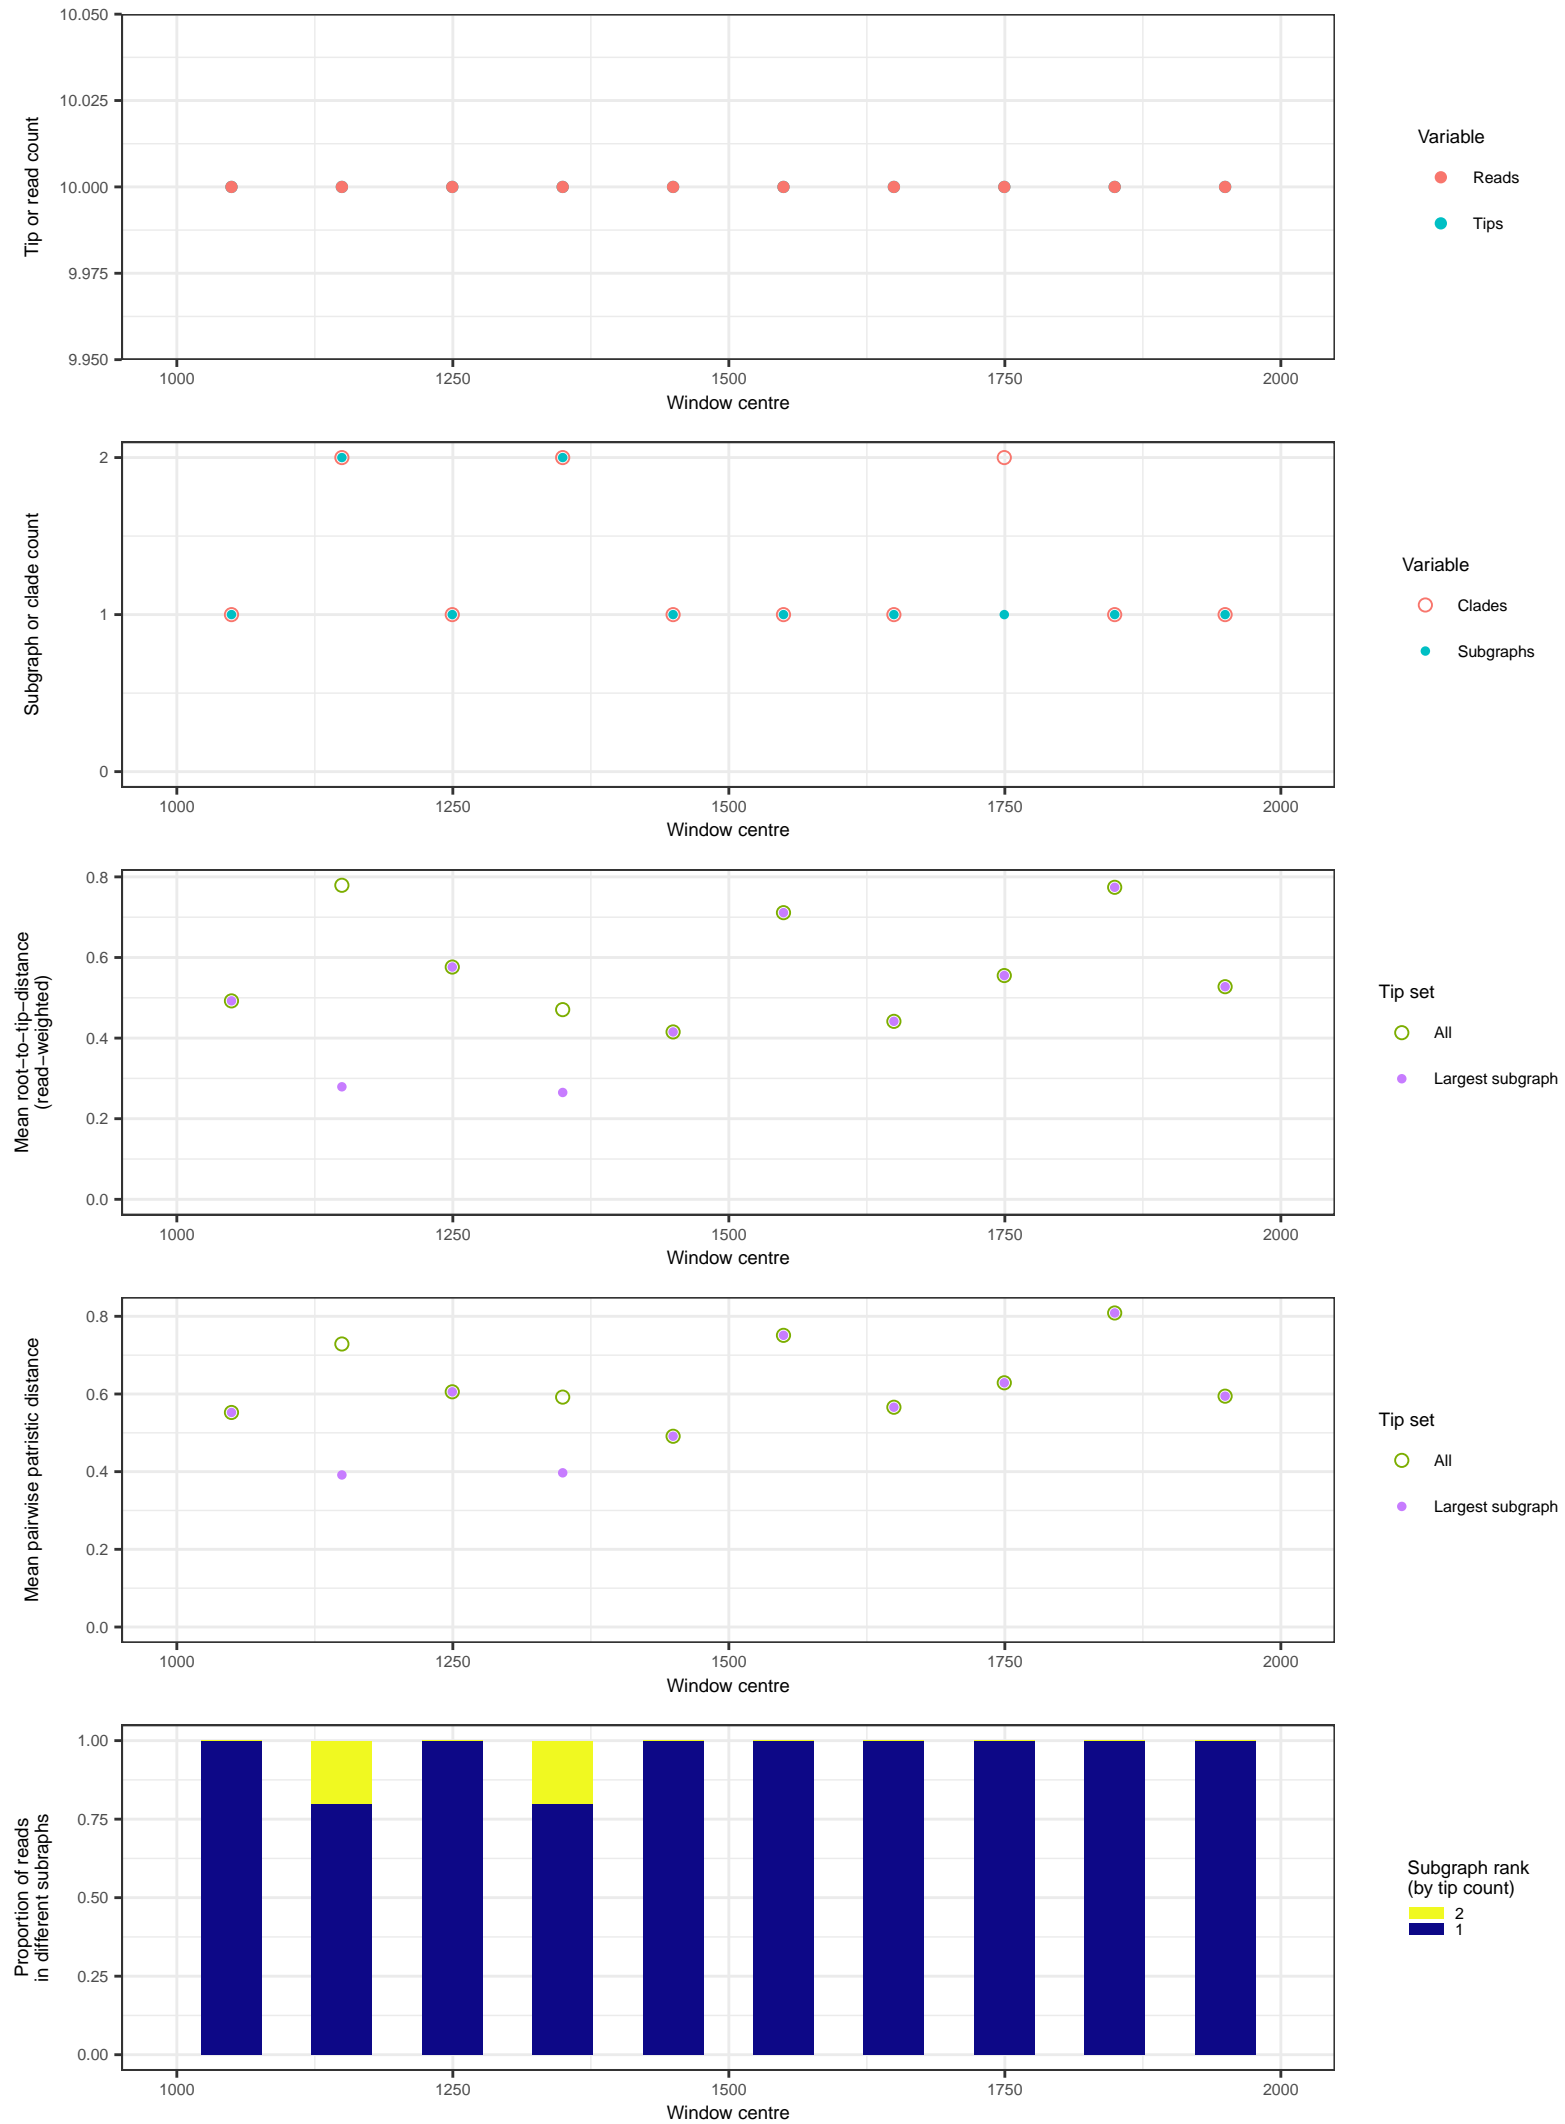 10.050
10.025
10.000
9.975
9.950
Tip or read count
1000 1250 1500 1750 2000
Window centre
Variable
Reads
Tips
2
1
0
Subgraph or clade count
1000 1250 1500 1750 2000
Window centre
Variable
Clades
Subgraphs
0.8
0.6
0.4
0.2
0.0
Mean root−to−tip−distance
(read−weighted)
1000 1250 1500 1750 2000
Window centre
Tip set
All
Largest subgraph
0.8
0.6
0.4
0.2
0.0
Mean pairwise patristic distance
1000 1250 1500 1750 2000
Window centre
Tip set
All
Largest subgraph
1.00
0.75
0.50
0.25
0.00
Proportion of reads
in different subraphs
1000 1250 1500 1750 2000
Window centre
Subgraph rank
(by tip count)
2
1